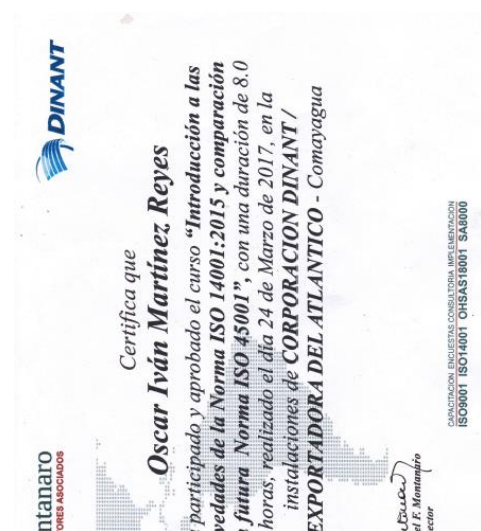 DINANT
ntanaro
ORES ASOCIADOS
Certifica que
Oscar Iván Martínez Reyes
participado y aprobado el curso "Introducción a las
vedades de la Norma ISO 14001:2015 y comparación
futura Norma ISO 45001", con una duración de 8.0
horas, realizado el día 24 de Marzo de 2017, en la
instalaciones de CORPORACION DINANT /
EXPORTADORA DEL ATLANTICO - Comayagua
el F. Montanaro
ector
CAPACITACION ENCUESTAS CONSULTORIA IMPLEMENTACION
ISO9001 ISO14001 OHSAS18001 SA8000